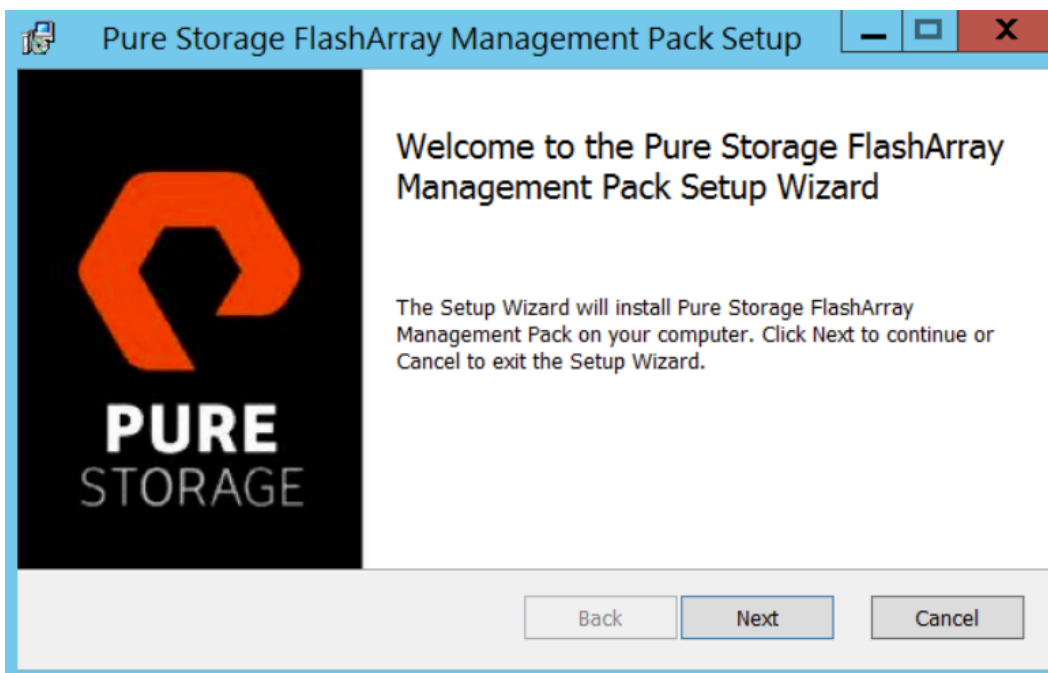 Pure Storage FlashArray Management Pack Setup
Welcome to the Pure Storage FlashArray
Management Pack Setup Wizard
The Setup Wizard will install Pure Storage FlashArray
Management Pack on your computer. Click Next to continue or
Cancel to exit the Setup Wizard.
PURE
STORAGE
Back
Next
Cancel